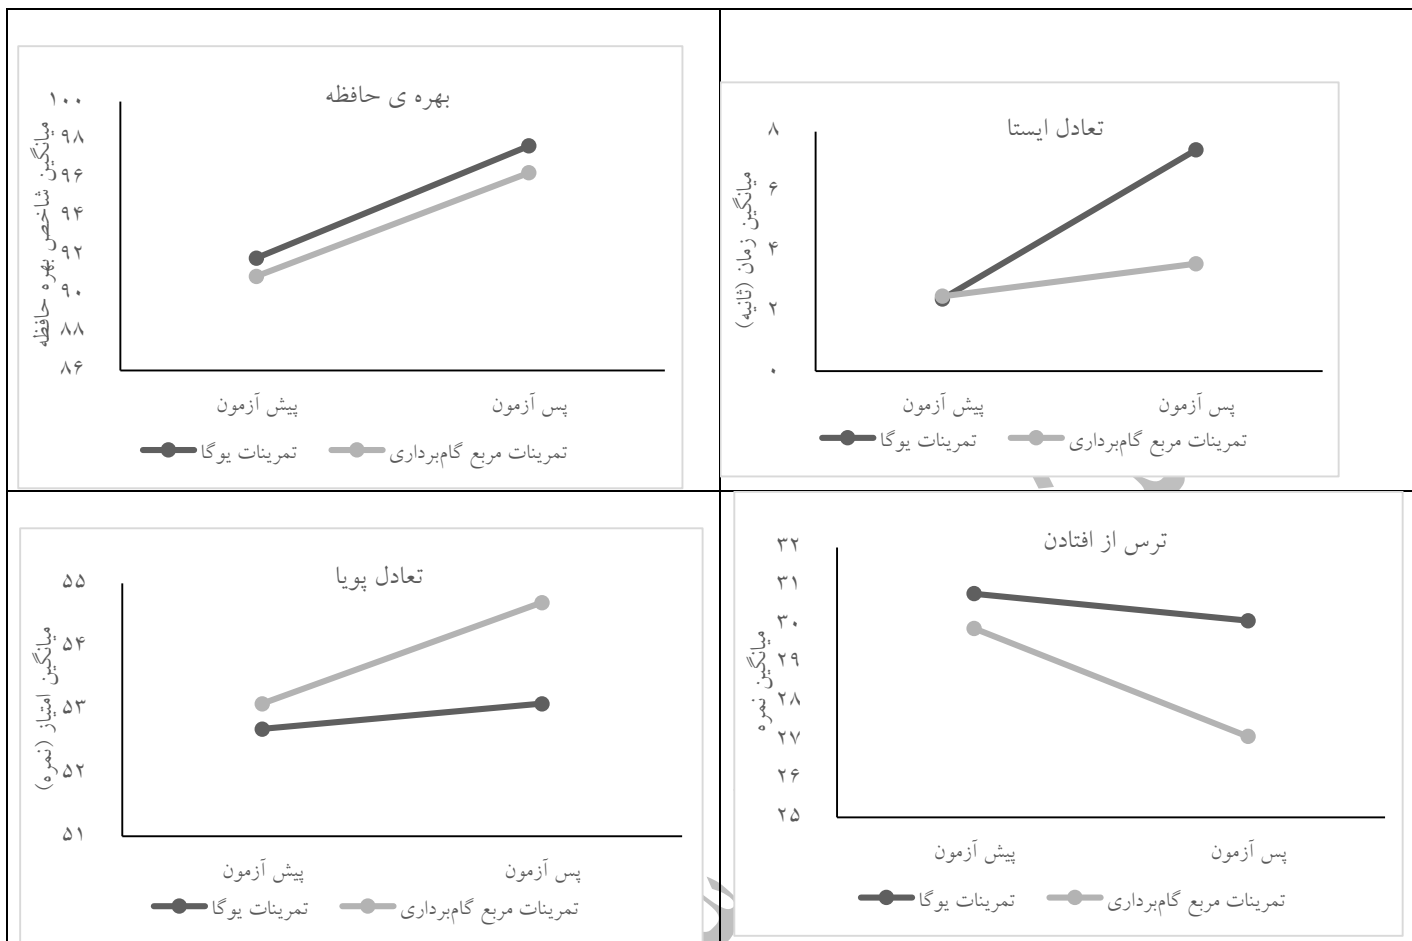 بهره ی حافظه
میانگین شاخص بهره حافظه
۱۰۰
۹۸
۹۶
۹۴
۹۲
۹۰
۸۸
۸۶
پیش آزمون
پس آزمون
تمرینات یوگا
تمرینات مربع گام‌برداری
تعادل ایستا
میانگین زمان (ثانیه)
۸
۶
۴
۲
۰
پیش آزمون
پس آزمون
تمرینات یوگا
تمرینات مربع گام‌برداری
تعادل پویا
میانگین امتیاز (نمره)
۵۵
۵۴
۵۳
۵۲
۵۱
پیش آزمون
پس آزمون
تمرینات یوگا
تمرینات مربع گام‌برداری
ترس از افتادن
میانگین نمره
۳۲
۳۱
۳۰
۲۹
۲۸
۲۷
۲۶
۲۵
پیش آزمون
پس آزمون
تمرینات یوگا
تمرینات مربع گام‌برداری